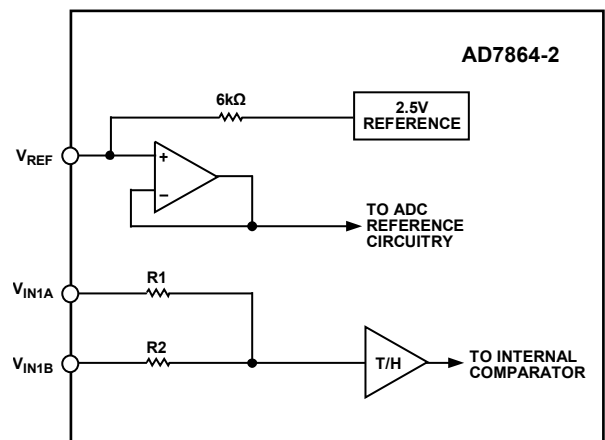 AD7864-2
6kΩ
2.5V
REFERENCE
VREF
+
–
TO ADC
REFERENCE
CIRCUITRY
VIN1A
R1
VIN1B
R2
T/H
TO INTERNAL
COMPARATOR